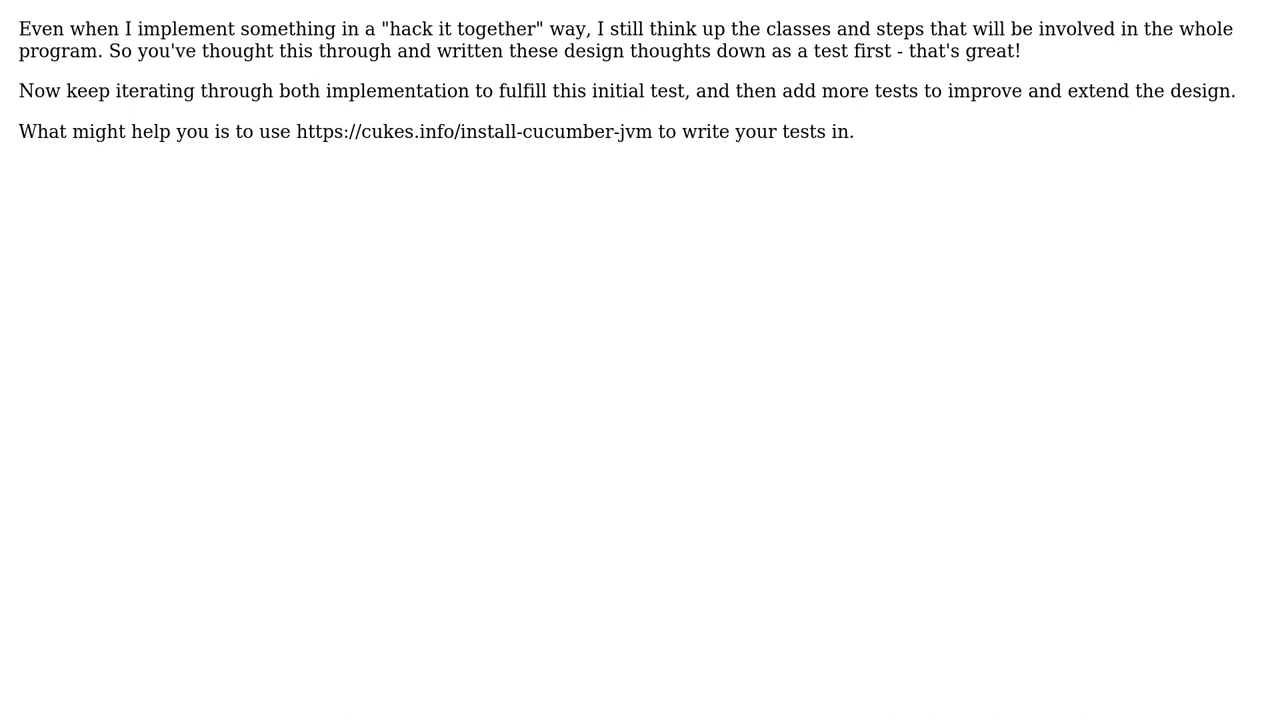 Even when I implement something in a "hack it together" way, I still think up the classes and steps that will be involved in the whole
program. So you've thought this through and written these design thoughts down as a test first - that's great!
Now keep iterating through both implementation to fulfill this initial test, and then add more tests to improve and extend the design.
What might help you is to use https://cukes.info/install-cucumber-jvm to write your tests in.